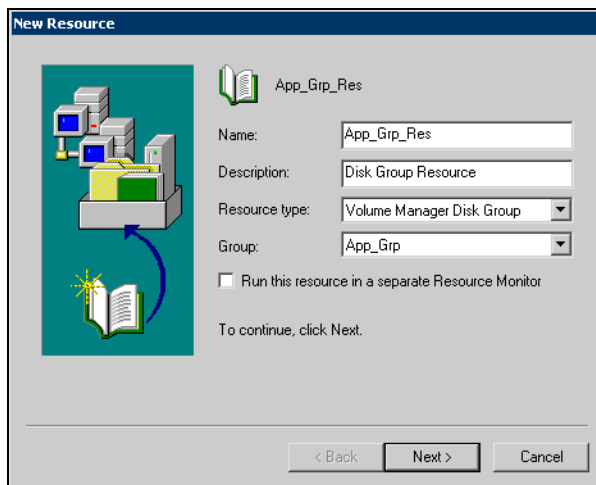 New Resource
App_Grp_Res
Name: App_Grp_Res
Description: Disk Group Resource
Resource type: Volume Manager Disk Group
Group: App_Grp
Run this resource in a separate Resource Monitor
To continue, click Next.
< Back Next > Cancel